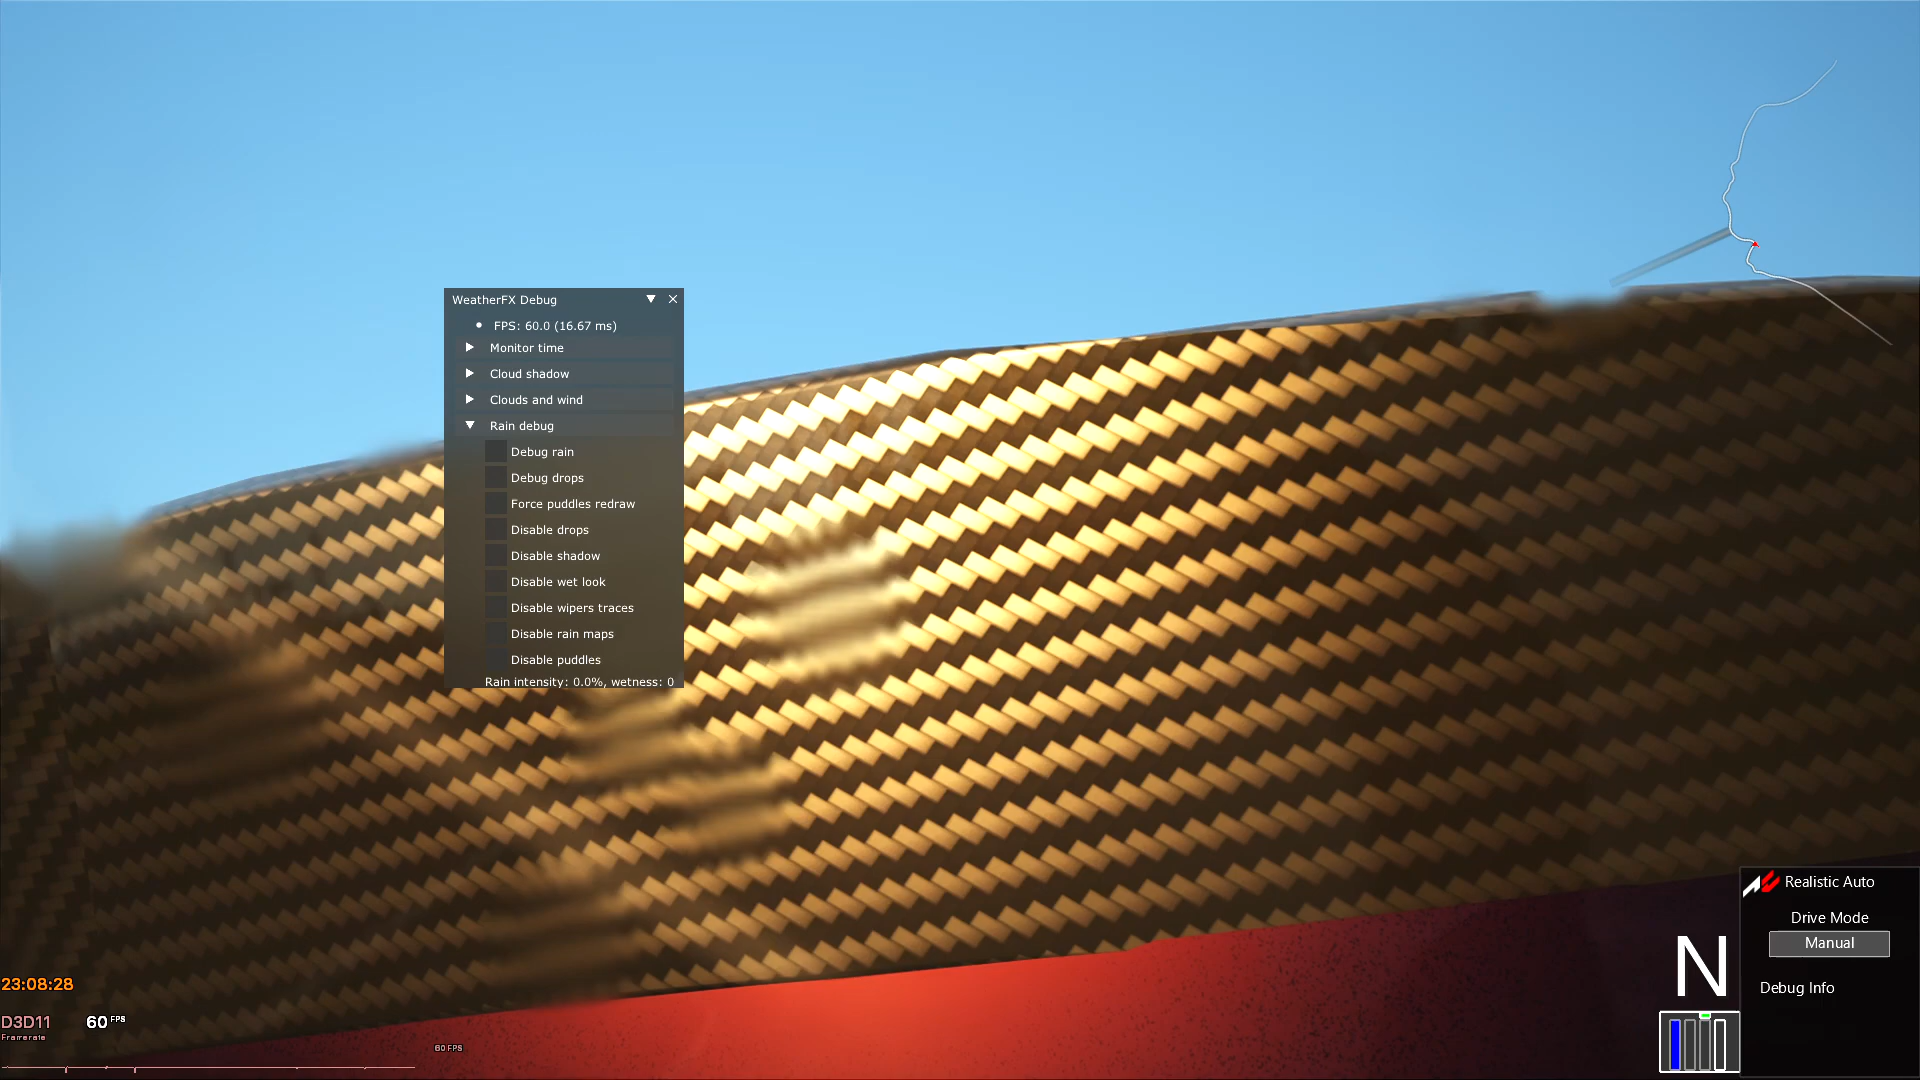 WeatherFX Debug
FPS: 60.0 (16.67 ms)
Monitor time
Cloud shadow
Clouds and wind
Rain debug
Debug rain
Debug drops
Force puddles redraw
Disable drops
Disable shadow
Disable wet look
Disable wipers traces
Disable rain maps
Disable puddles
Rain intensity: 0.0%, wetness: 0
Realistic Auto
Drive Mode
Manual
N
Debug Info
23:08:28
D3D11 60 FPS
Framerate
60 FPS